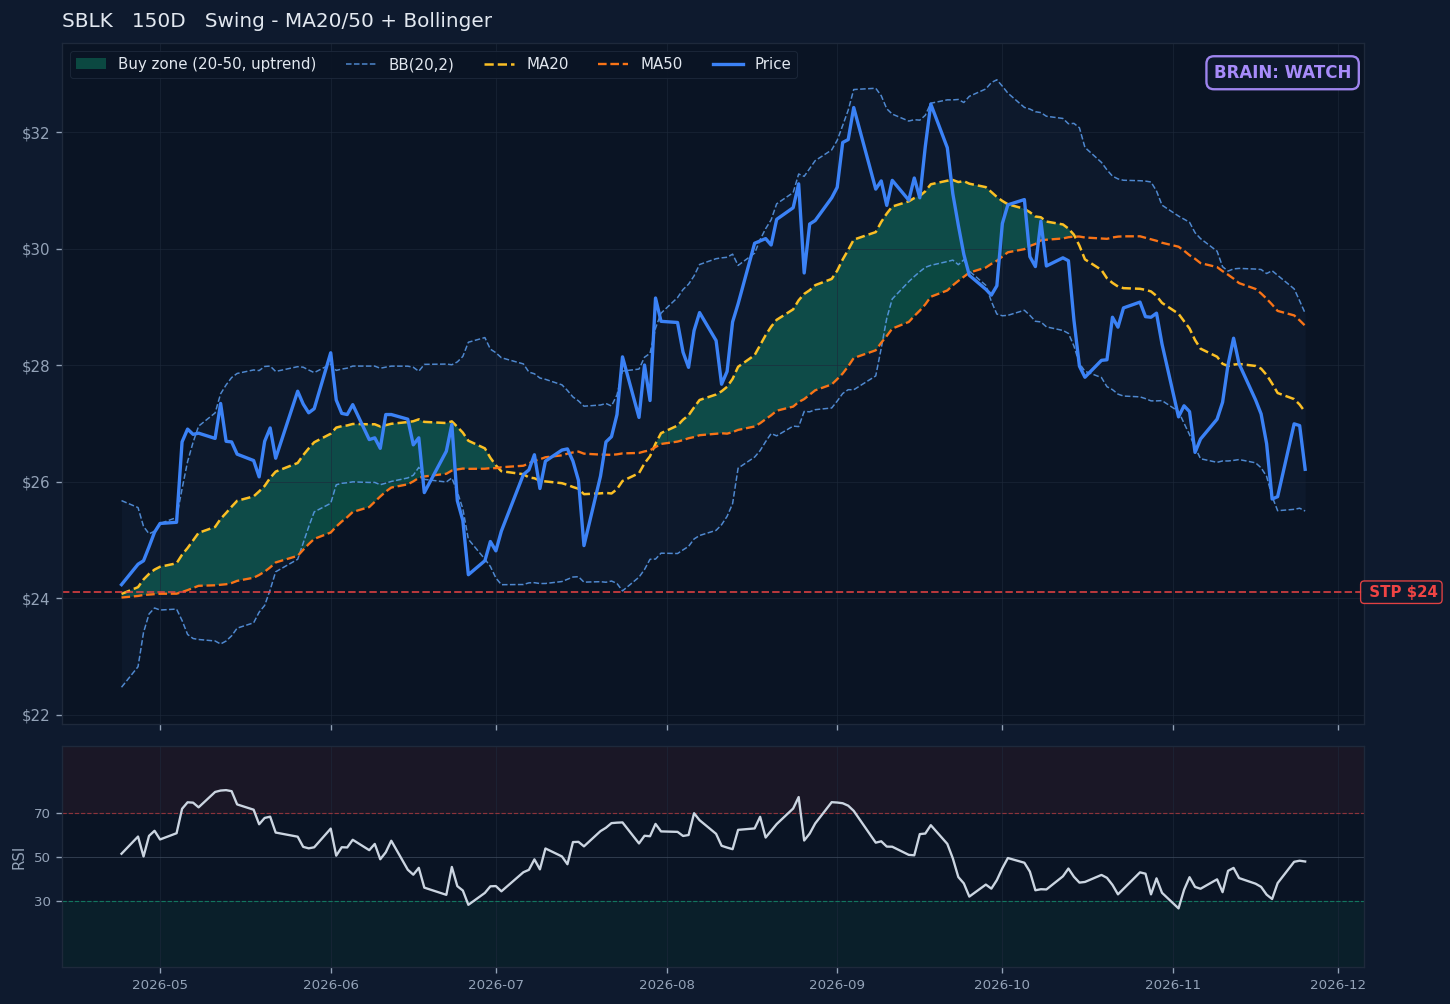 SBLK   150D   Swing - MA20/50 + Bollinger
Buy zone (20-50, uptrend)   BB(20,2)   MA20   MA50   Price
BRAIN: WATCH
$32
$30
$28
$26
$24
$22
STP $24
RSI
70
50
30
2026-05   2026-06   2026-07   2026-08   2026-09   2026-10   2026-11   2026-12